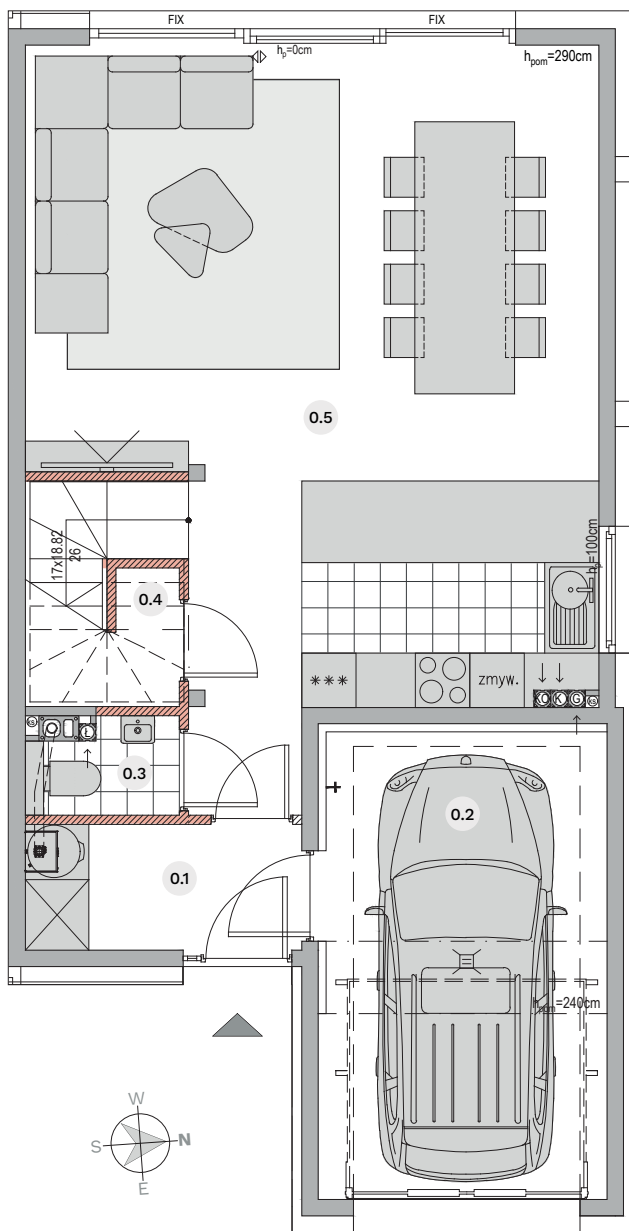 FIX
FIX
hp=0cm
hpom=290cm
0.5
17x18.82
26
hp=100cm
0.4
***
zmyw.
KO K G
0.3
0.2
0.1
hpom=240cm
W
S
N
E